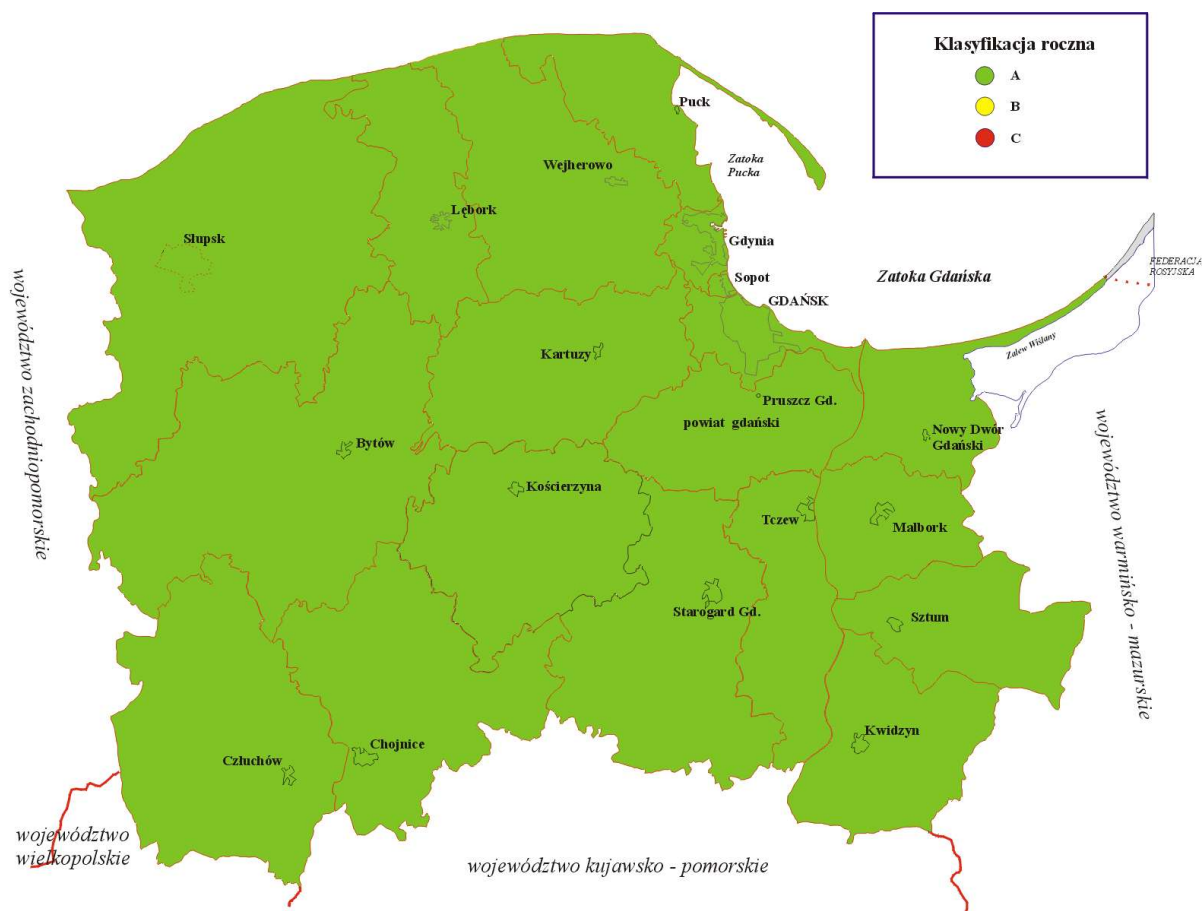 Klasyfikacja roczna
A
B
C
Puck
Zatoka
Pucka
Wejherowo
Lębork
Słupsk
Gdynia
Sopot
GDAŃSK
Zatoka Gdańska
FEDERACJA
ROSYJSKA
Zalew Wiślany
Kartuzy
Pruszcz Gd.
powiat gdański
Nowy Dwór
Gdański
Bytów
Kościerzyna
Tczew
Malbork
Starogard Gd.
Sztum
Kwidzyn
Chojnice
Człuchów
województwo zachodniopomorskie
województwo warmińsko - mazurskie
województwo
wielkopolskie
województwo kujawsko - pomorskie